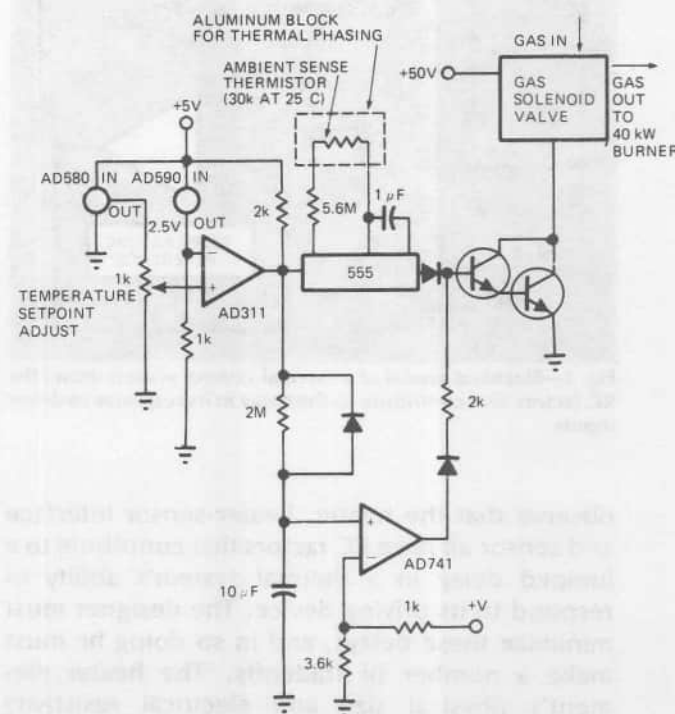 ALUMINUM BLOCK
FOR THERMAL PHASING
AMBIENT SENSE
THERMISTOR
(30k AT 25 C)
GAS IN
+50V
GAS
SOLENOID
VALVE
GAS
OUT
TO
40 kW
BURNER
+5V
AD580
IN
AD590
IN
OUT
2.5V
OUT
2k
5.6M
1 µF
555
1k
TEMPERATURE
SETPOINT
ADJUST
+
AD311
1k
2M
2k
+
AD741
10 µF
1k
+V
3.6k